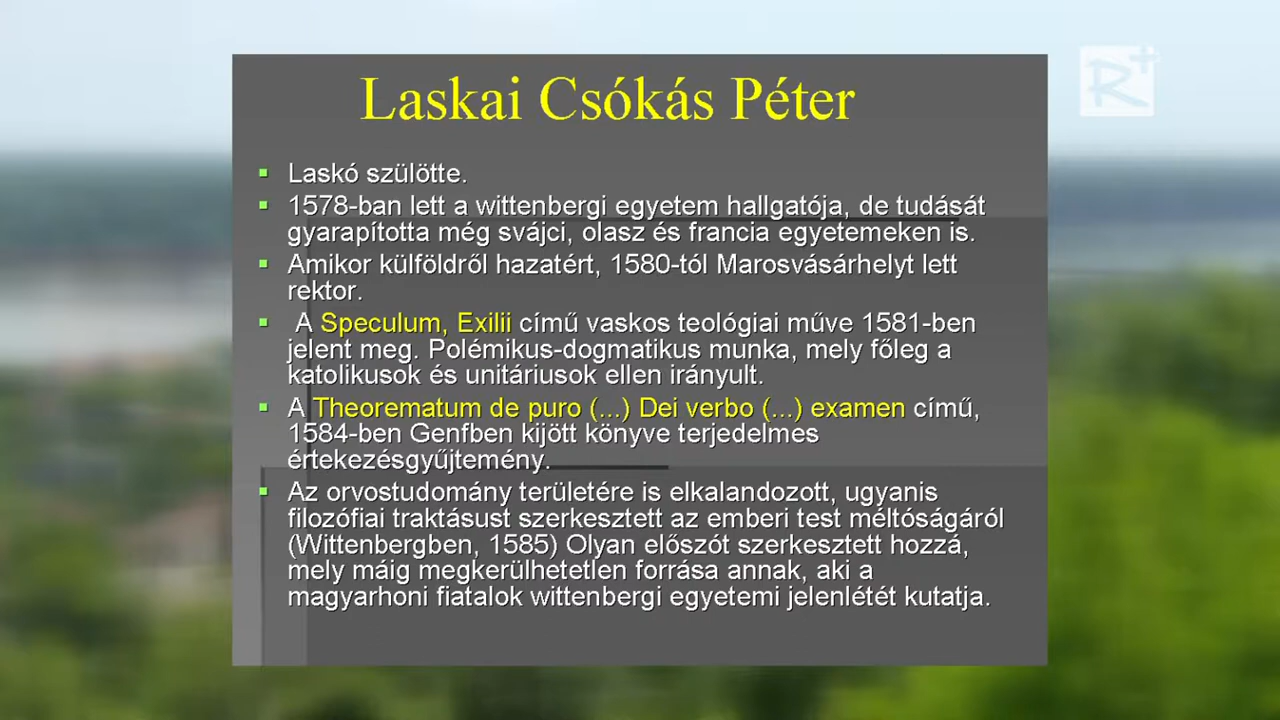 Laskai Csókás Péter
R+
▪ Laskó szülötte.
▪ 1578-ban lett a wittenbergi egyetem hallgatója, de tudását
gyarapította még svájci, olasz és francia egyetemeken is.
▪ Amikor külföldről hazatért, 1580-tól Marosvásárhelyt lett
rektor.
▪ A Speculum, Exilii című vaskos teológiai műve 1581-ben
jelent meg. Polémikus-dogmatikus munka, mely főleg a
katolikusok és unitáriusok ellen irányult.
▪ A Theorematum de puro (...) Dei verbo (...) examen című,
1584-ben Genfben kijött könyve terjedelmes
értekezésgyűjtemény.
▪ Az orvostudomány területére is elkalandozott, ugyanis
filozófiai traktásust szerkesztett az emberi test méltóságáról
(Wittenbergben, 1585) Olyan előszót szerkesztett hozzá,
mely máig megkerülhetetlen forrása annak, aki a
magyarhoni fiatalok wittenbergi egyetemi jelenlétét kutatja.